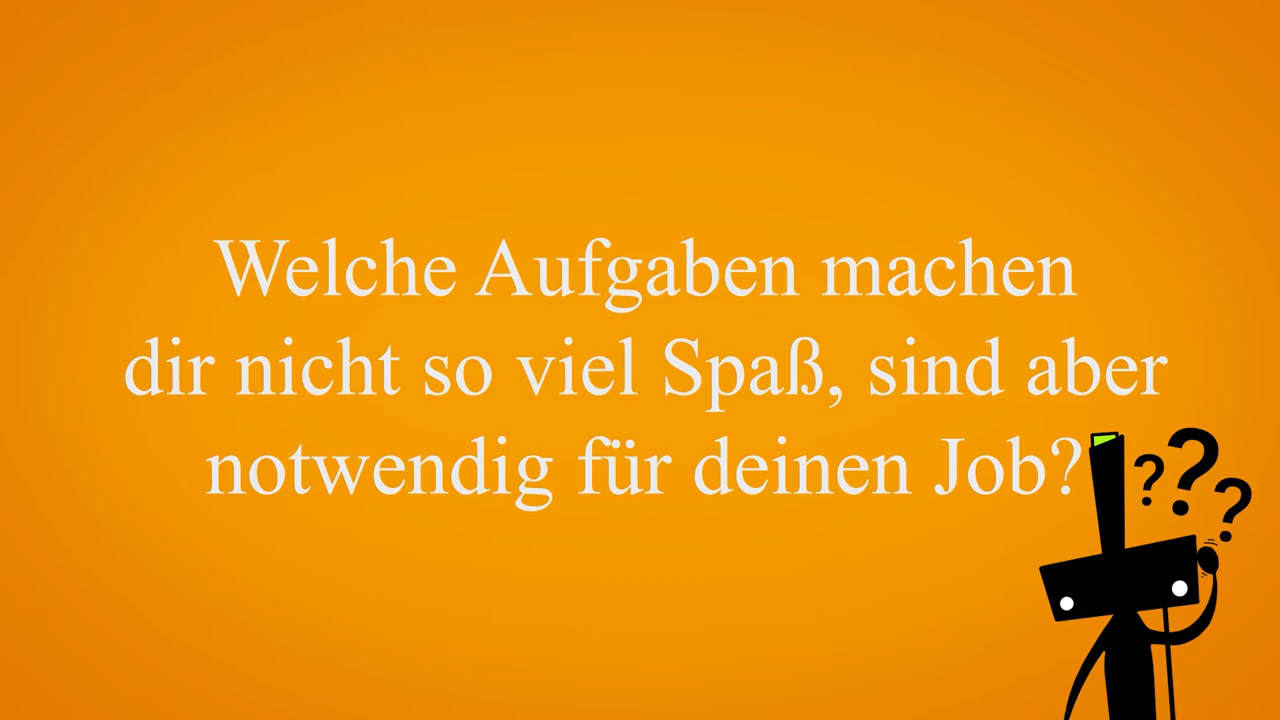 Welche Aufgaben machen
dir nicht so viel Spaß, sind aber
notwendig für deinen Job?
???